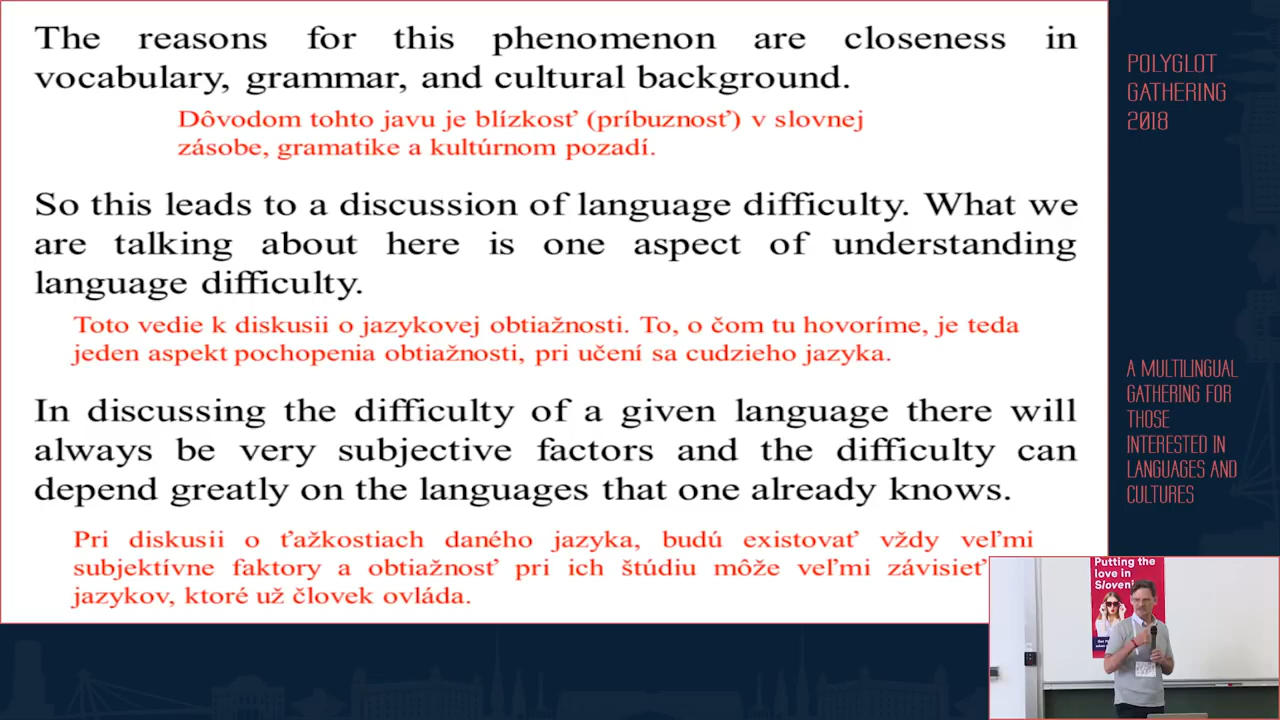 The reasons for this phenomenon are closeness in
vocabulary, grammar, and cultural background.
Dôvodom tohto javu je blízkosť (príbuznosť) v slovnej
zásobe, gramatike a kultúrnom pozadí.
So this leads to a discussion of language difficulty. What we
are talking about here is one aspect of understanding
language difficulty.
Toto vedie k diskusii o jazykovej obtiažnosti. To, o čom tu hovoríme, je teda
jeden aspekt pochopenia obtiažnosti, pri učení sa cudzieho jazyka.
In discussing the difficulty of a given language there will
always be very subjective factors and the difficulty can
depend greatly on the languages that one already knows.
Pri diskusii o ťažkostiach daného jazyka, budú existovať vždy veľmi
subjektívne faktory a obtiažnosť pri ich štúdiu môže veľmi závisieť
jazykov, ktoré už človek ovláda.
POLYGLOT
GATHERING
2018
A MULTILINGUAL
GATHERING FOR
THOSE
INTERESTED IN
LANGUAGES AND
CULTURES
Putting the
love in
Sloveni